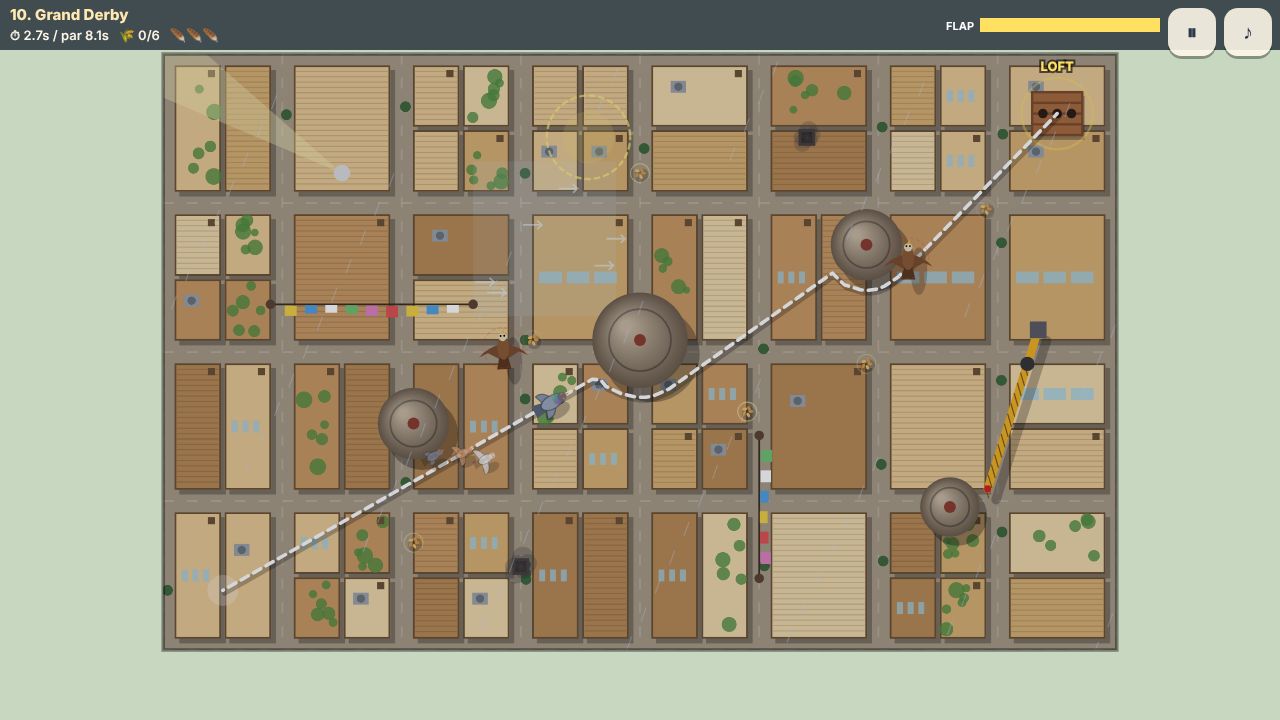 10. Grand Derby
⏱ 2.7s / par 8.1s 🌾 0/6
FLAP
LOFT